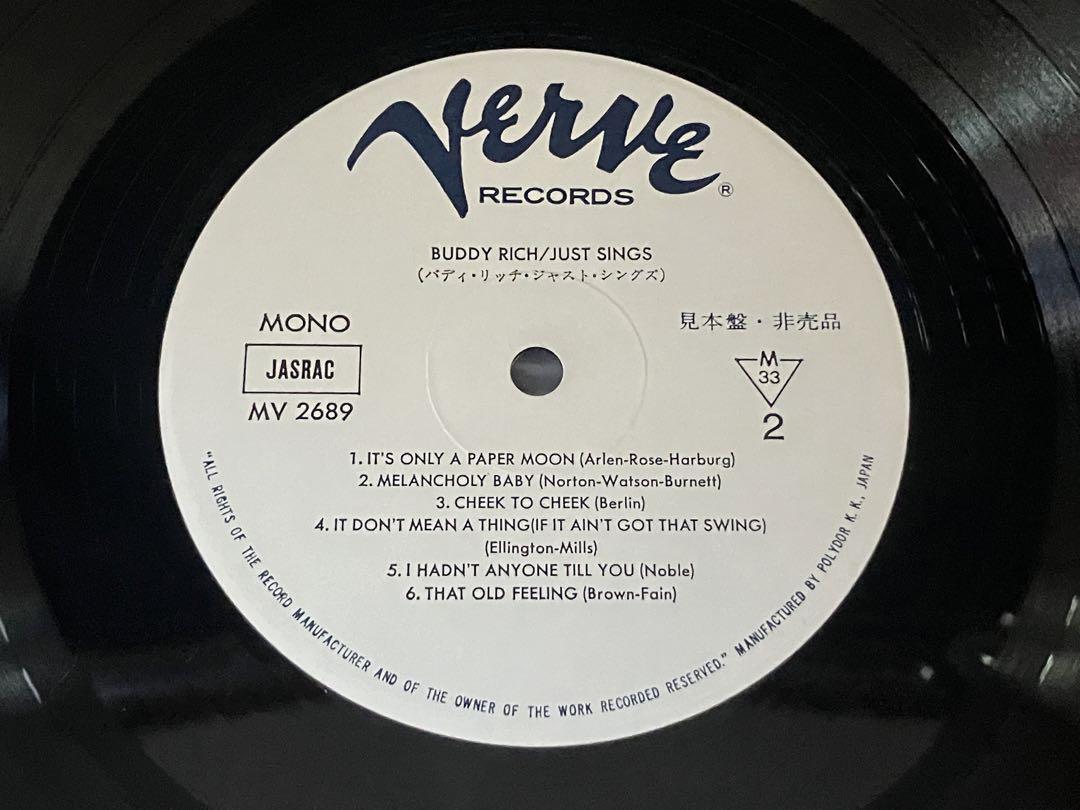 Verve
RECORDS ®
BUDDY RICH/JUST SINGS
(バディ・リッチ・ジャスト・シングズ)
MONO
JASRAC
MV 2689
見本盤・非売品
M
33
2
1. IT'S ONLY A PAPER MOON (Arlen-Rose-Harburg)
2. MELANCHOLY BABY (Norton-Watson-Burnett)
3. CHEEK TO CHEEK (Berlin)
4. IT DON'T MEAN A THING(IF IT AIN'T GOT THAT SWING)
(Ellington-Mills)
5. I HADN'T ANYONE TILL YOU (Noble)
6. THAT OLD FEELING (Brown-Fain)
"ALL RIGHTS OF THE RECORD MANUFACTURER AND OF THE OWNER OF THE WORK RECORDED RESERVED." MANUFACTURED BY POLYDOR K. K., JAPAN